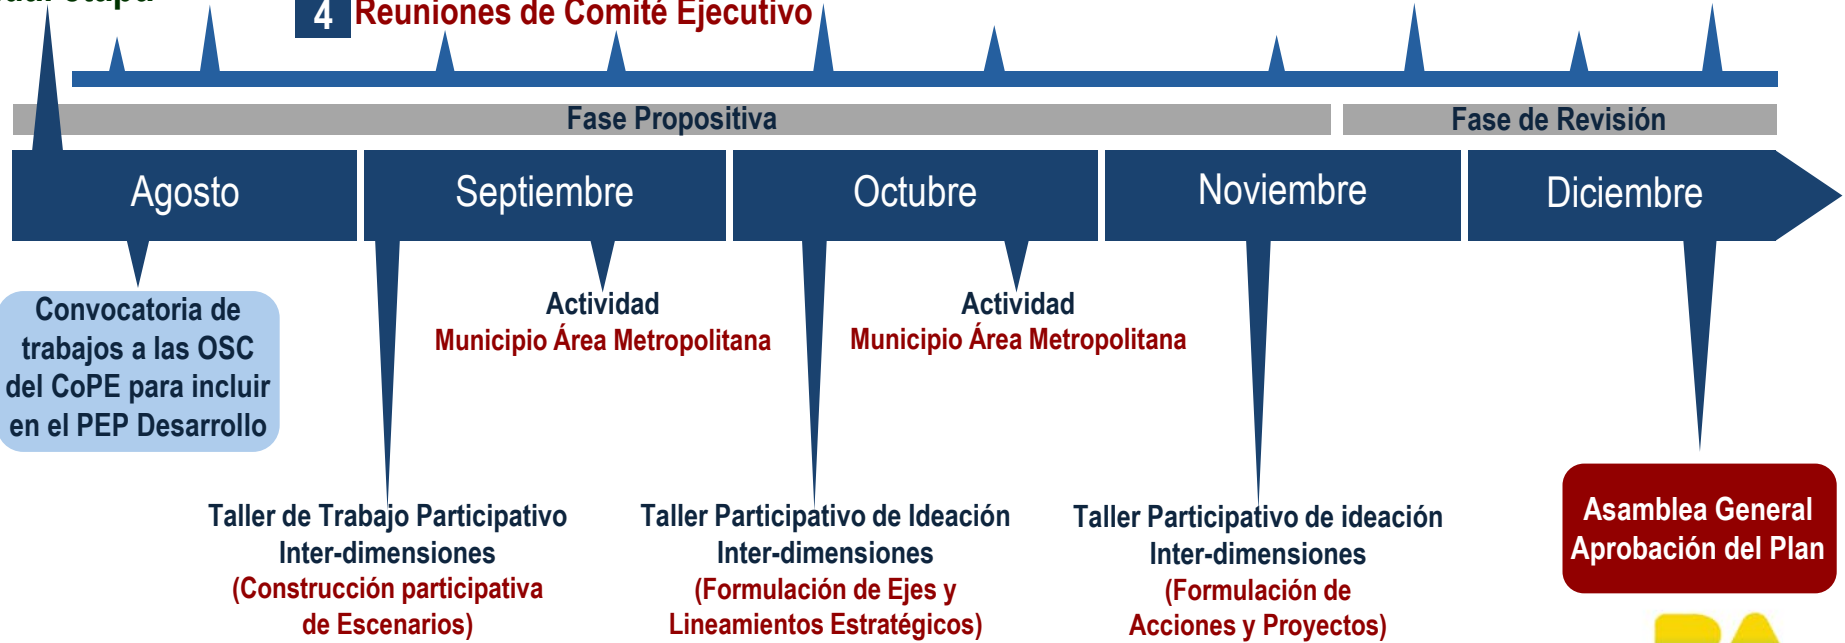 etapa
4 Reuniones de Comité Ejecutivo
Fase Propositiva
Fase de Revisión
Agosto
Septiembre
Octubre
Noviembre
Diciembre
Convocatoria de
trabajos a las OSC
del CoPE para incluir
en el PEP Desarrollo
Actividad
Municipio Área Metropolitana
Actividad
Municipio Área Metropolitana
Taller de Trabajo Participativo
Inter-dimensiones
(Construcción participativa
de Escenarios)
Taller Participativo de Ideación
Inter-dimensiones
(Formulación de Ejes y
Lineamientos Estratégicos)
Taller Participativo de ideación
Inter-dimensiones
(Formulación de
Acciones y Proyectos)
Asamblea General
Aprobación del Plan